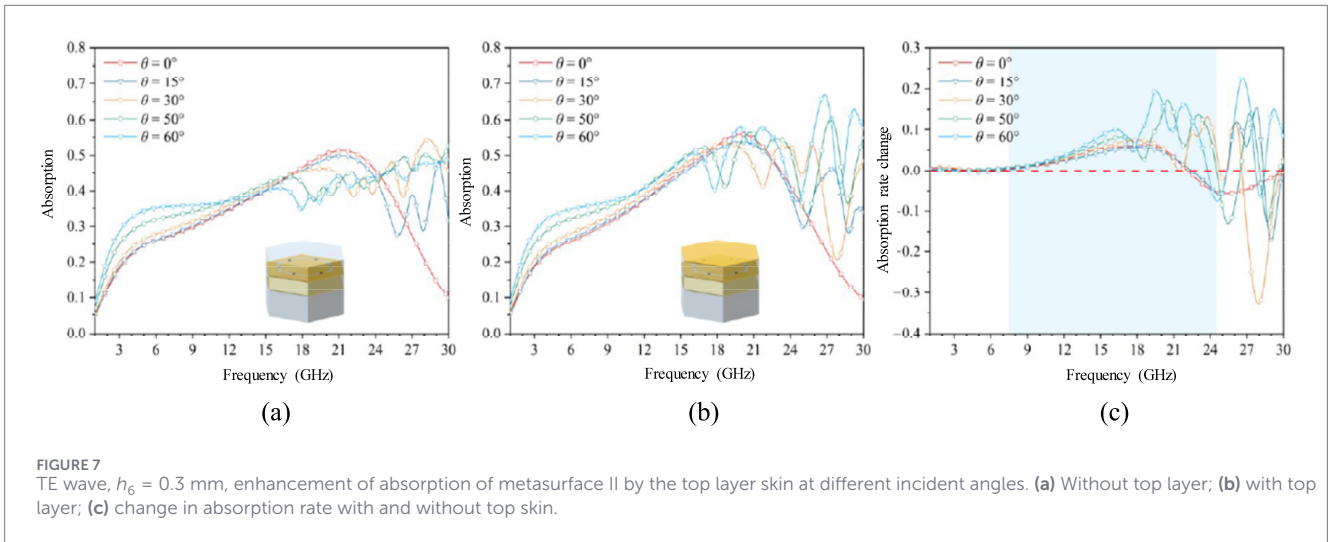 0.8
0.7
0.6
0.5
0.4
0.3
0.2
0.1
0.0
Absorption
θ = 0°
θ = 15°
θ = 30°
θ = 50°
θ = 60°
3 6 9 12 15 18 21 24 27 30
Frequency (GHz)
(a)
0.8
0.7
0.6
0.5
0.4
0.3
0.2
0.1
0.0
Absorption
θ = 0°
θ = 15°
θ = 30°
θ = 50°
θ = 60°
3 6 9 12 15 18 21 24 27 30
Frequency (GHz)
(b)
0.3
0.2
0.1
0.0
−0.1
−0.2
−0.3
−0.4
Absorption rate change
θ = 0°
θ = 15°
θ = 30°
θ = 50°
θ = 60°
3 6 9 12 15 18 21 24 27 30
Frequency (GHz)
(c)
FIGURE 7
TE wave, h6 = 0.3 mm, enhancement of absorption of metasurface II by the top layer skin at different incident angles. (a) Without top layer; (b) with top
layer; (c) change in absorption rate with and without top skin.